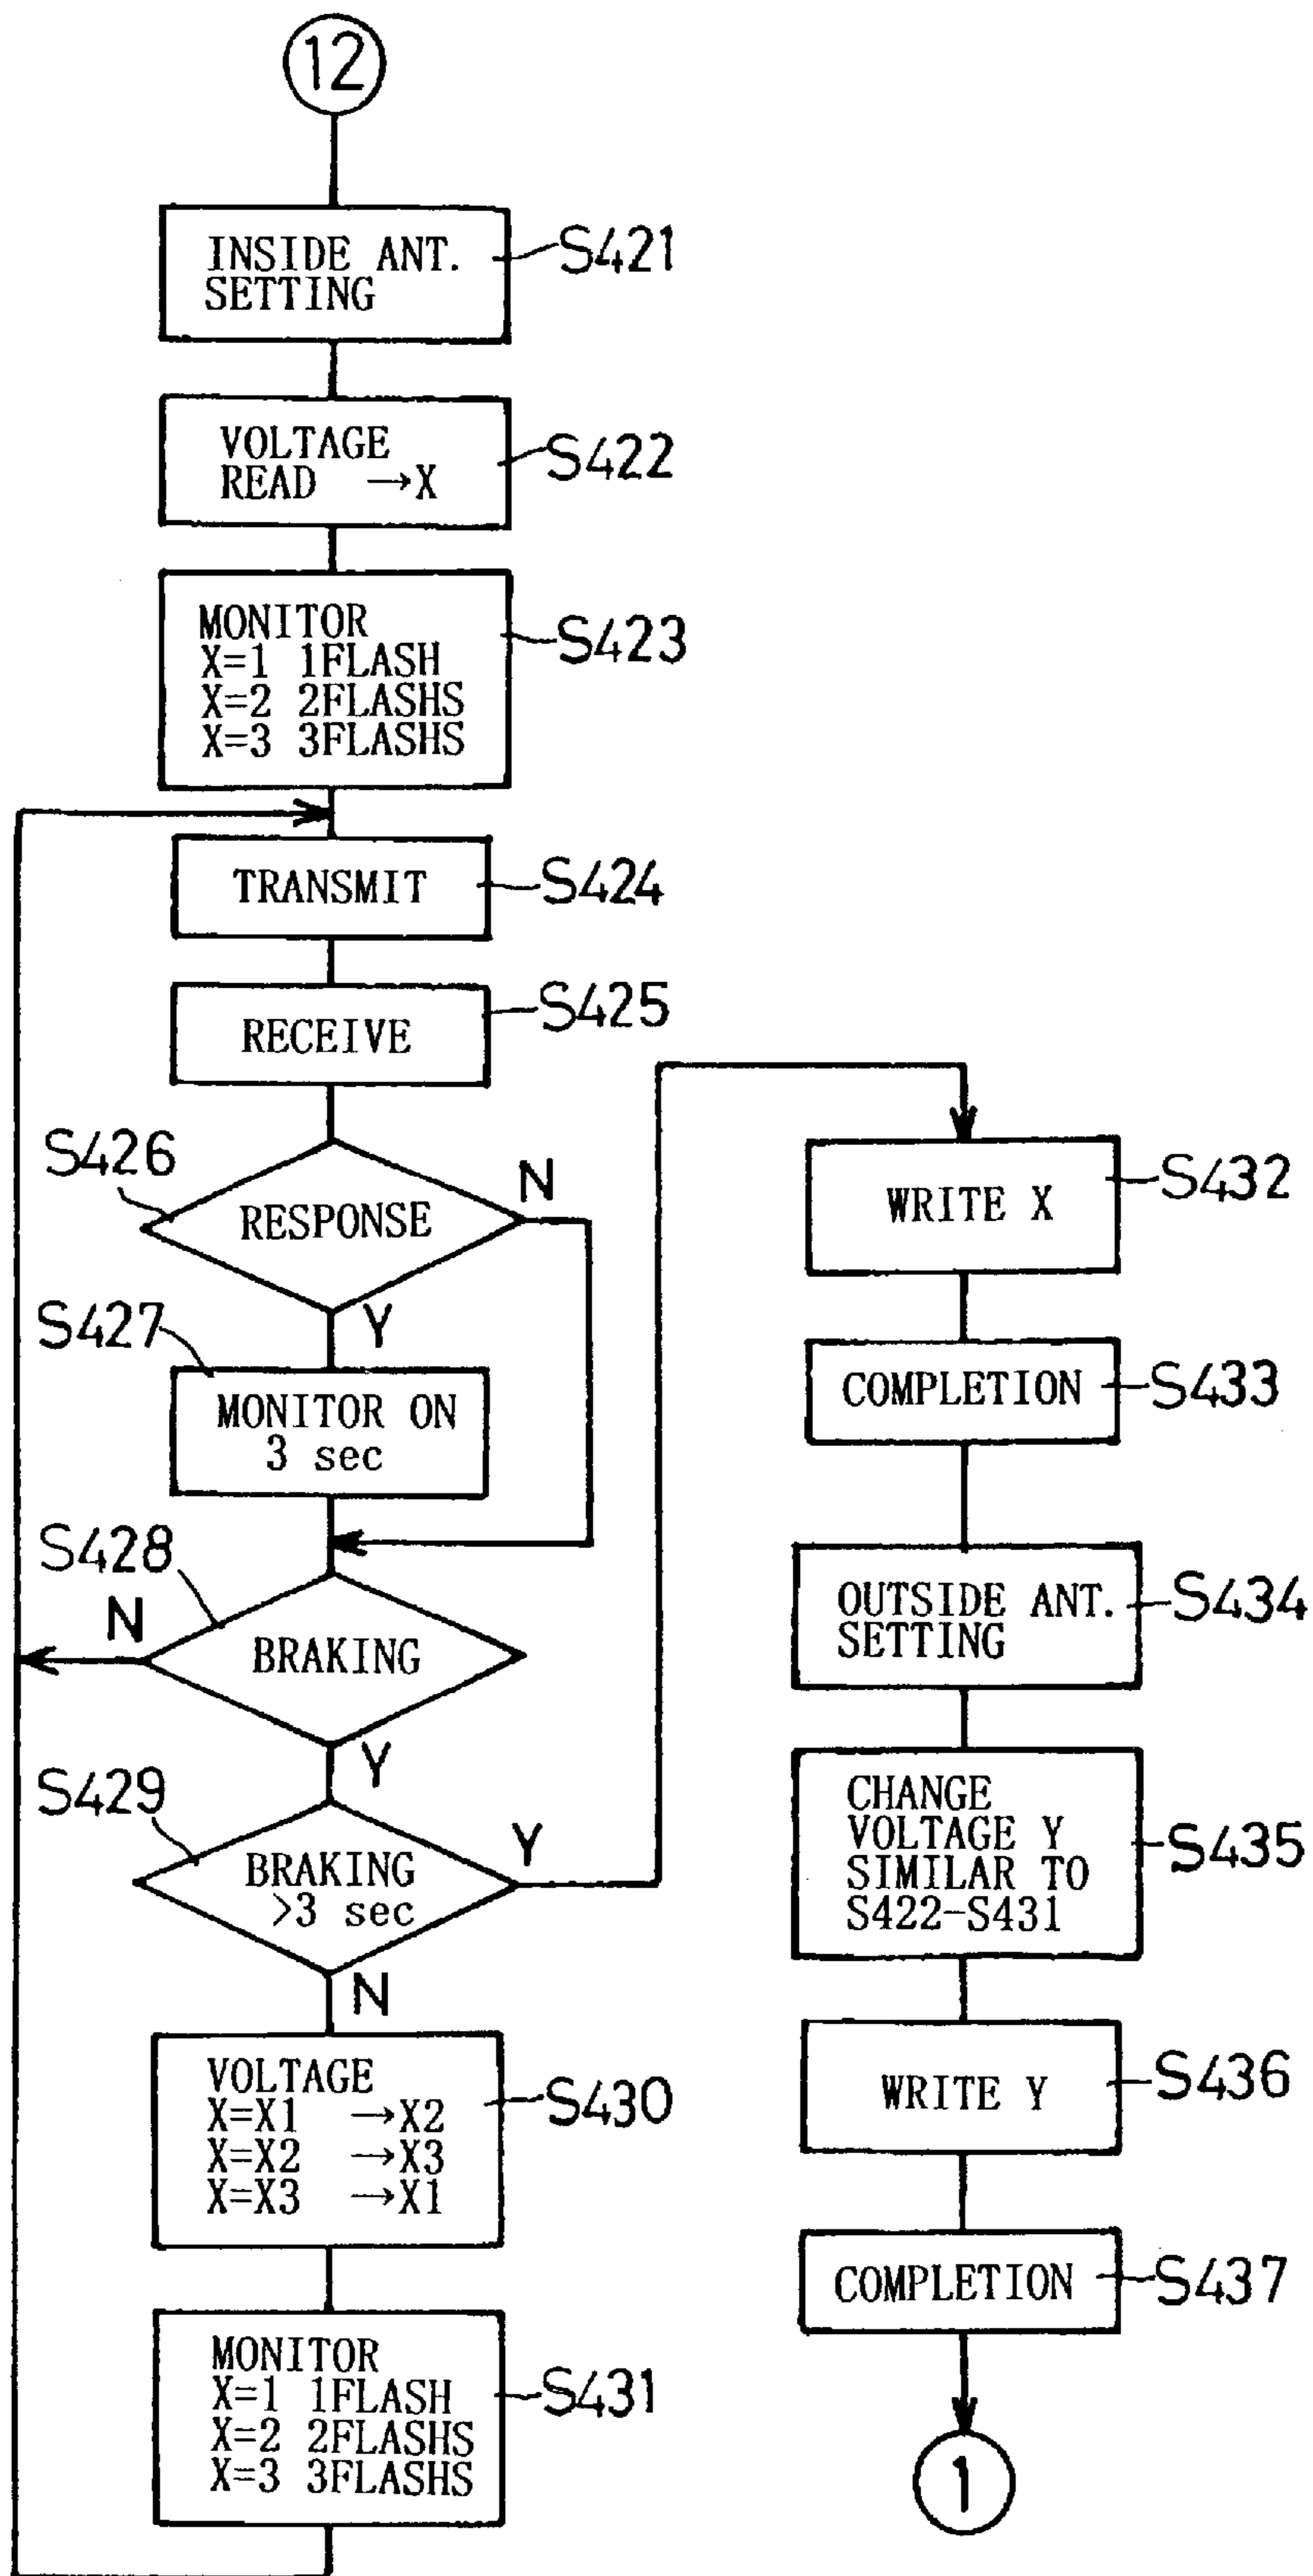 12
INSIDE ANT.
SETTING
S421
VOLTAGE
READ →X
S422
MONITOR
X=1 1FLASH
X=2 2FLASHS
X=3 3FLASHS
S423
TRANSMIT
S424
RECEIVE
S425
S426
RESPONSE
N
Y
S427
MONITOR ON
3 sec
S428
N
BRAKING
Y
S429
BRAKING
>3 sec
Y
N
VOLTAGE
X=X1 →X2
X=X2 →X3
X=X3 →X1
S430
MONITOR
X=1 1FLASH
X=2 2FLASHS
X=3 3FLASHS
S431
WRITE X
S432
COMPLETION
S433
OUTSIDE ANT.
SETTING
S434
CHANGE
VOLTAGE Y
SIMILAR TO
S422-S431
S435
WRITE Y
S436
COMPLETION
S437
1